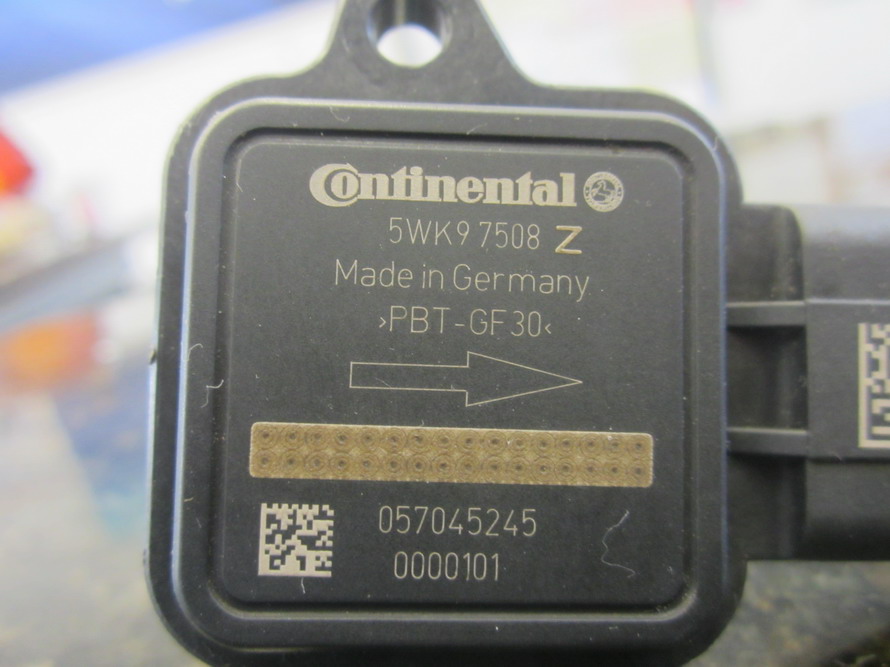 Continental
5WK9 7508 Z
Made in Germany
>PBT-GF30<
057045245
0000101